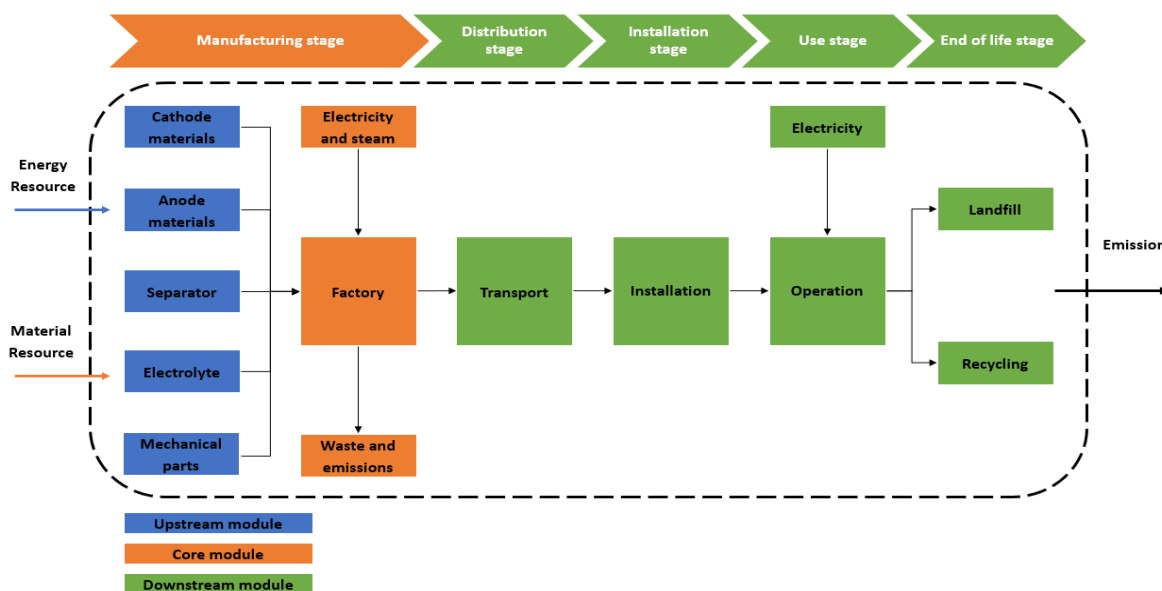 Manufacturing stage
Distribution
stage
Installation
stage
Use stage
End of life stage
Cathode
materials
Electricity
and steam
Electricity
Energy
Resource
Anode
materials
Landfill
Separator
Factory
Transport
Installation
Operation
Emission
Material
Resource
Electrolyte
Recycling
Mechanical
parts
Waste and
emissions
Upstream module
Core module
Downstream module